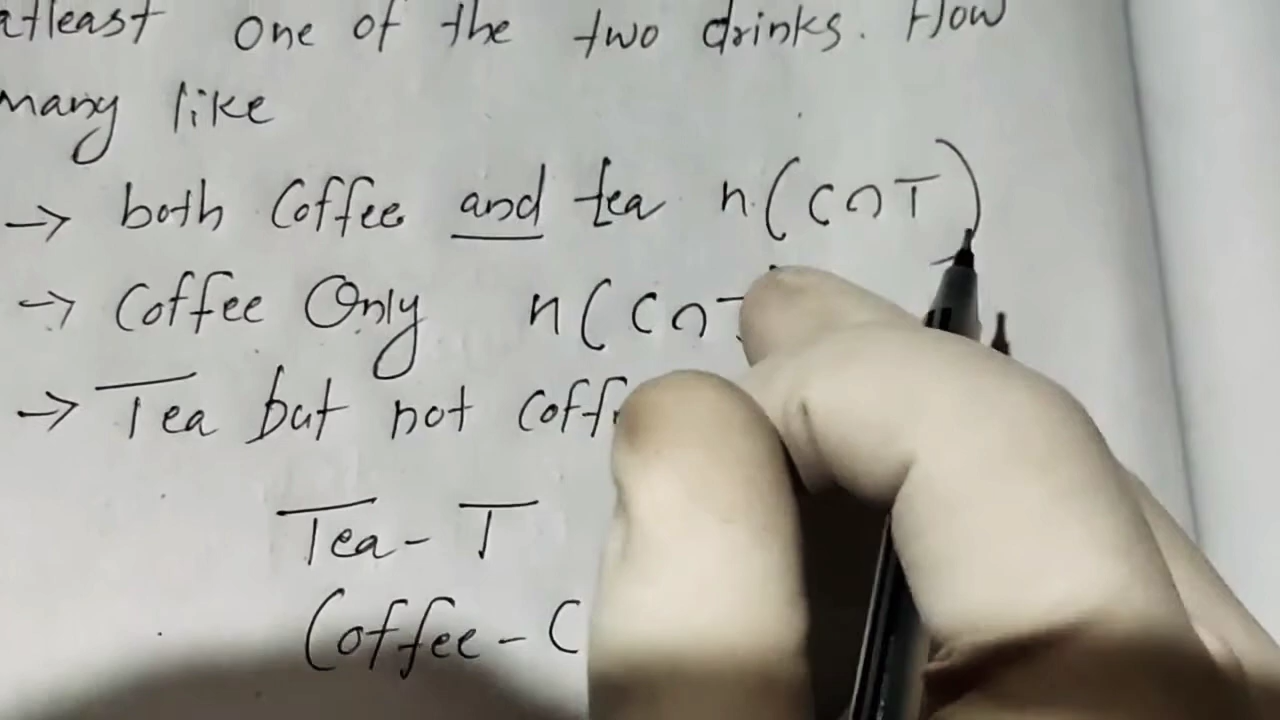 atleast one of the two drinks. How
many like
→ both Coffee and tea n(C∩T)
→ Coffee Only n(C∩
→ Tea but not coff
Tea - T
Coffee - C